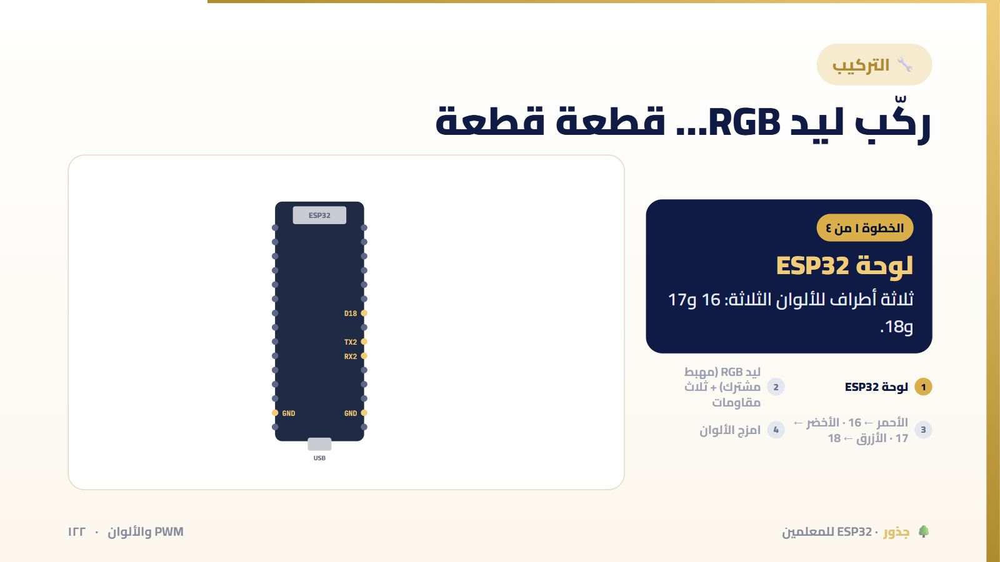 التركيب
ركّب ليد RGB... قطعة قطعة
الخطوة ١ من ٤
لوحة ESP32
ثلاثة أطراف للألوان الثلاثة: 16 و17
و18.
1 لوحة ESP32
2 ليد RGB (مهبط
مشترك) + ثلاث
مقاومات
3 الأحمر ← 16 · الأخضر ←
17 · الأزرق ← 18
4 امزج الألوان
ESP32
D18
TX2
RX2
GND
GND
USB
جذور · ESP32 للمعلمين
PWM والألوان · ١٢٢